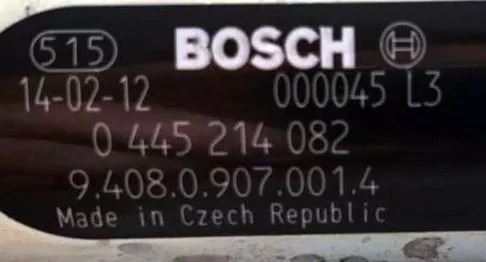 515 BOSCH
14-02-12 000045 L3
0 445 214 082
9.408.0.907.001.4
Made in Czech Republic